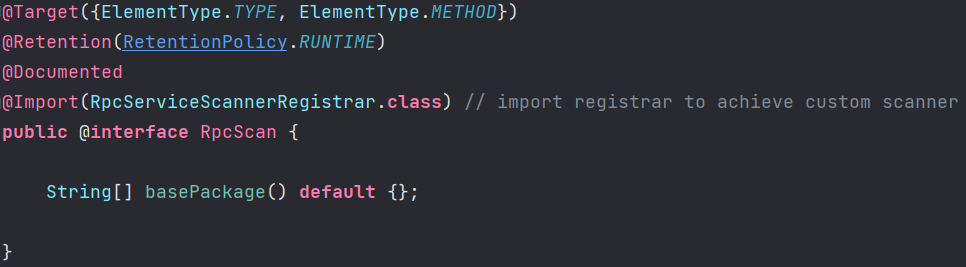 @Target({ElementType.TYPE, ElementType.METHOD})
@Retention(RetentionPolicy.RUNTIME)
@Documented
@Import(RpcServiceScannerRegistrar.class) // import registrar to achieve custom scanner
public @interface RpcScan {
    String[] basePackage() default {};
}